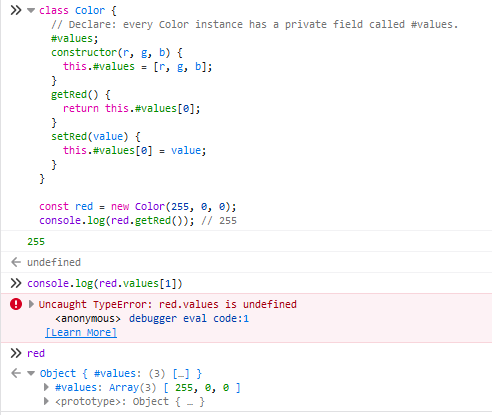 class Color {
// Declare: every Color instance has a private field called #values.
#values;
constructor(r, g, b) {
this.#values = [r, g, b];
}
getRed() {
return this.#values[0];
}
setRed(value) {
this.#values[0] = value;
}
}
const red = new Color(255, 0, 0);
console.log(red.getRed()); // 255
255
undefined
console.log(red.values[1])
Uncaught TypeError: red.values is undefined
<anonymous> debugger eval code:1
[Learn More]
red
Object { #values: (3) […] }
#values: Array(3) [ 255, 0, 0 ]
<prototype>: Object { … }